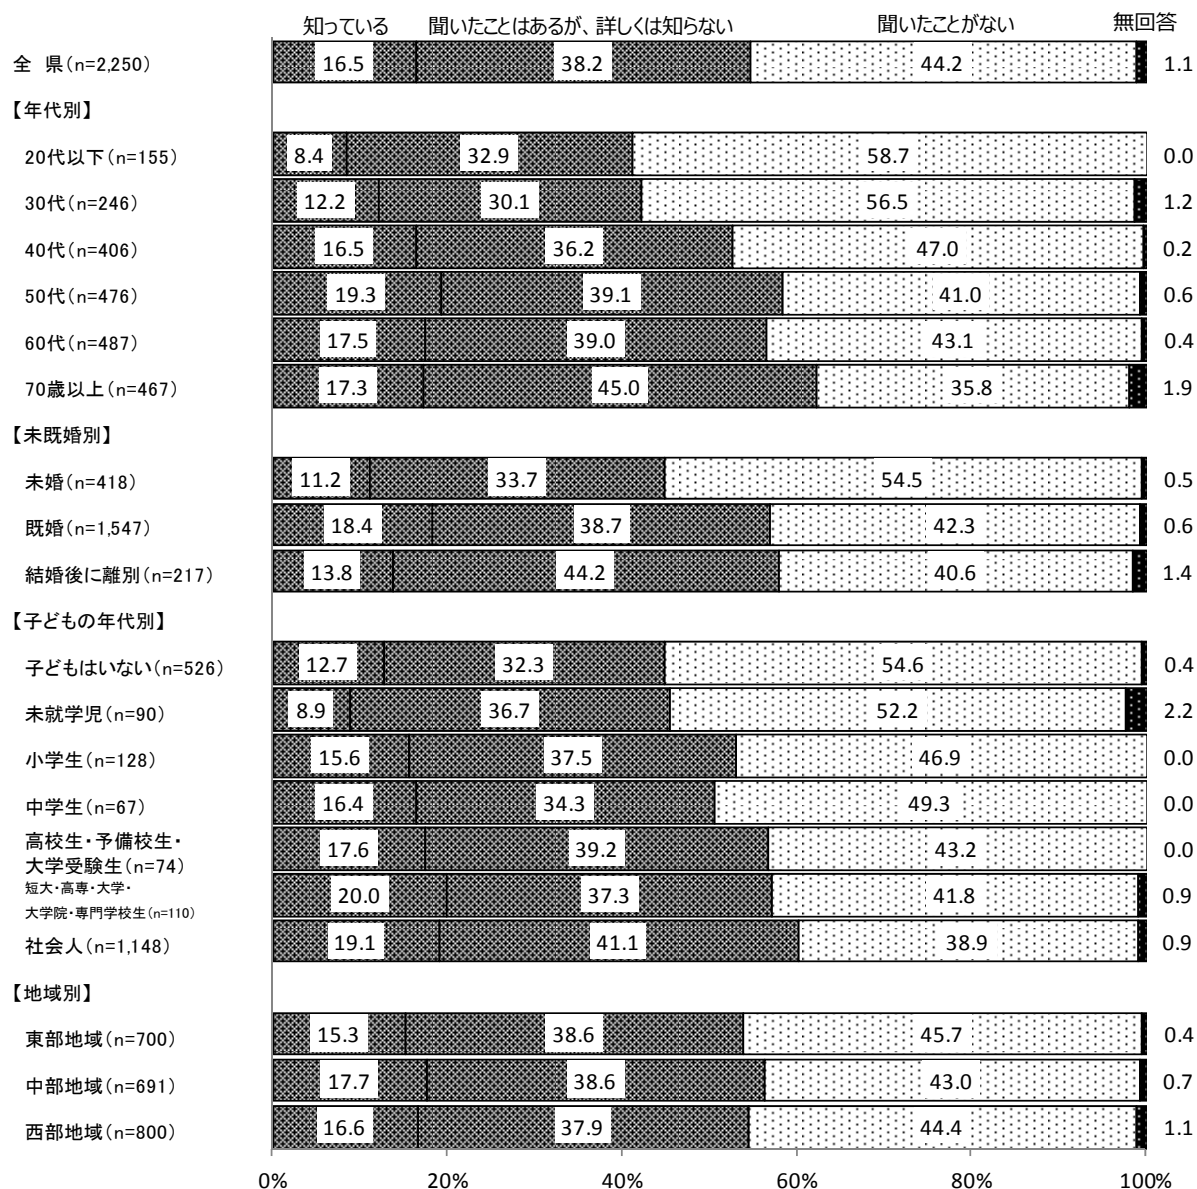 知っている 聞いたことはあるが、詳しくは知らない 聞いたことがない 無回答
全 県(n=2,250) 16.5 38.2 44.2 1.1
【年代別】
20代以下(n=155) 8.4 32.9 58.7 0.0
30代(n=246) 12.2 30.1 56.5 1.2
40代(n=406) 16.5 36.2 47.0 0.2
50代(n=476) 19.3 39.1 41.0 0.6
60代(n=487) 17.5 39.0 43.1 0.4
70歳以上(n=467) 17.3 45.0 35.8 1.9
【未既婚別】
未婚(n=418) 11.2 33.7 54.5 0.5
既婚(n=1,547) 18.4 38.7 42.3 0.6
結婚後に離別(n=217) 13.8 44.2 40.6 1.4
【子どもの年代別】
子どもはいない(n=526) 12.7 32.3 54.6 0.4
未就学児(n=90) 8.9 36.7 52.2 2.2
小学生(n=128) 15.6 37.5 46.9 0.0
中学生(n=67) 16.4 34.3 49.3 0.0
高校生・予備校生・
大学受験生(n=74) 17.6 39.2 43.2 0.0
短大・高専・大学・
大学院・専門学校生(n=110) 20.0 37.3 41.8 0.9
社会人(n=1,148) 19.1 41.1 38.9 0.9
【地域別】
東部地域(n=700) 15.3 38.6 45.7 0.4
中部地域(n=691) 17.7 38.6 43.0 0.7
西部地域(n=800) 16.6 37.9 44.4 1.1
0% 20% 40% 60% 80% 100%